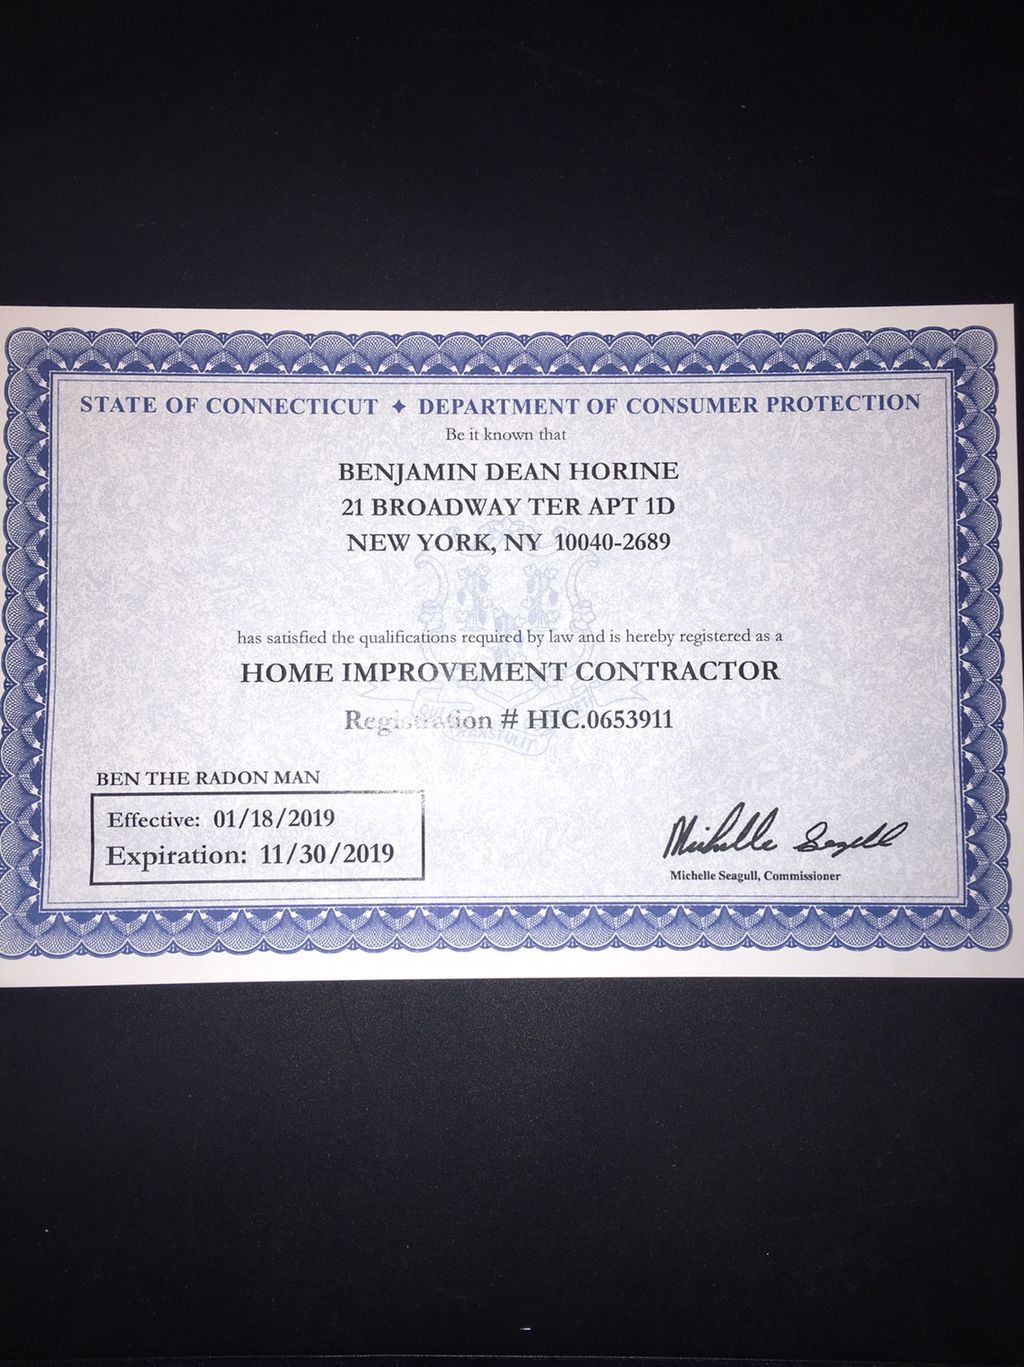 STATE OF CONNECTICUT ✦ DEPARTMENT OF CONSUMER PROTECTION
Be it known that
BENJAMIN DEAN HORINE
21 BROADWAY TER APT 1D
NEW YORK, NY 10040-2689
has satisfied the qualifications required by law and is hereby registered as a
HOME IMPROVEMENT CONTRACTOR
Registration # HIC.0653911
BEN THE RADON MAN
Effective: 01/18/2019
Expiration: 11/30/2019
Michelle Seagull
Michelle Seagull, Commissioner